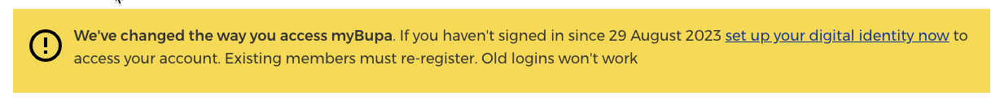 We've changed the way you access myBupa. If you haven't signed in since 29 August 2023 set up your digital identity now to
access your account. Existing members must re-register. Old logins won't work